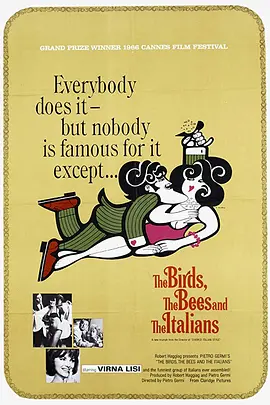 GRAND PRIZE WINNER 1966 CANNES FILM FESTIVAL
Everybody
does it–
but nobody
is famous for it
except...
The Birds,
The Bees and
The Italians
starring VIRNA LISI
Robert Haggiag presents PIETRO GERMI'S
"THE BIRDS, THE BEES AND THE ITALIANS"
and the funniest group of Italians ever assembled!
Produced by Robert Haggiag and Pietro Germi
Directed by Pietro Germi From Claridge Pictures